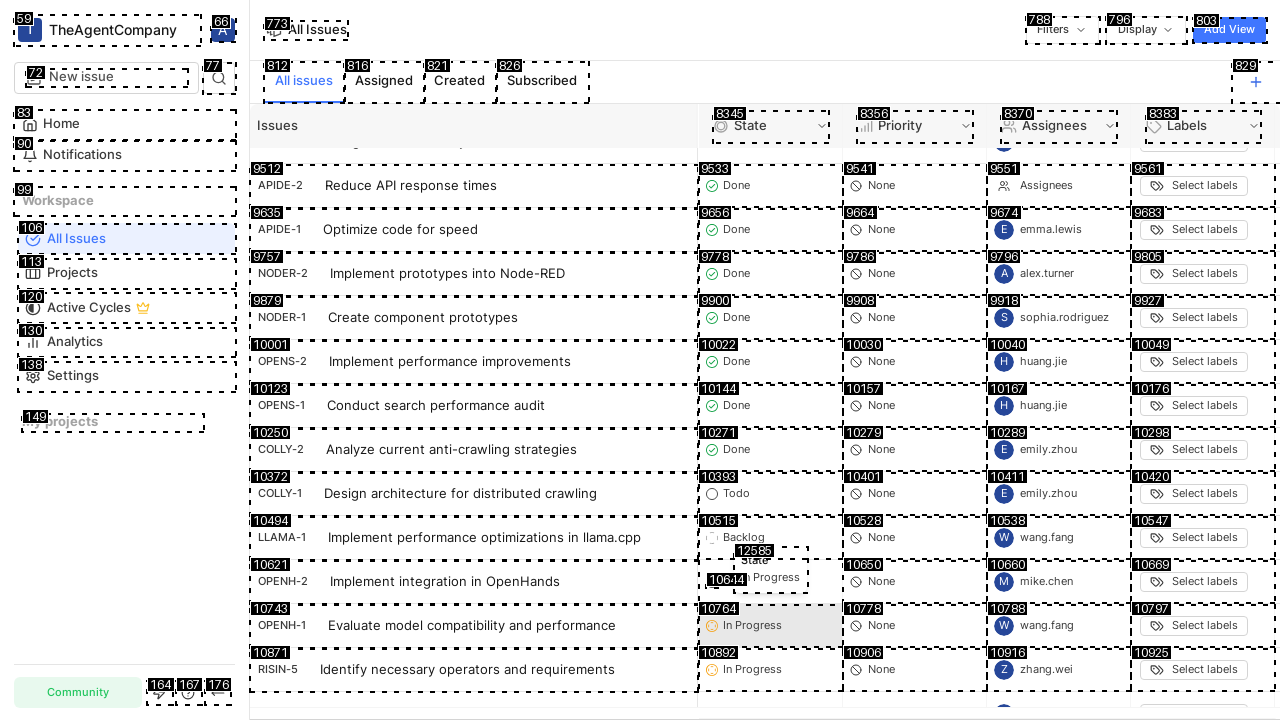 59
TheAgentCompany
66
A
72
New issue
77
83
Home
90
Notifications
99
Workspace
106
All Issues
113
Projects
120
Active Cycles
130
Analytics
138
Settings
149
My projects
Community
164
167
176
773
All Issues
788
Filters
796
Display
803
Add View
812
All issues
816
Assigned
821
Created
826
Subscribed
829
+
Issues
8345
State
8356
Priority
8370
Assignees
8383
Labels
9512
APIDE-2 Reduce API response times
9533
Done
9541
None
9551
Assignees
9561
Select labels
9635
APIDE-1 Optimize code for speed
9656
Done
9664
None
9674
E emma.lewis
9683
Select labels
9757
NODER-2 Implement prototypes into Node-RED
9778
Done
9786
None
9796
A alex.turner
9805
Select labels
9879
NODER-1 Create component prototypes
9900
Done
9908
None
9918
S sophia.rodriguez
9927
Select labels
10001
OPENS-2 Implement performance improvements
10022
Done
10030
None
10040
H huang.jie
10049
Select labels
10123
OPENS-1 Conduct search performance audit
10144
Done
10157
None
10167
H huang.jie
10176
Select labels
10250
COLLY-2 Analyze current anti-crawling strategies
10271
Done
10279
None
10289
E emily.zhou
10298
Select labels
10372
COLLY-1 Design architecture for distributed crawling
10393
Todo
10401
None
10411
E emily.zhou
10420
Select labels
10494
LLAMA-1 Implement performance optimizations in llama.cpp
10515
Backlog
10528
None
10538
W wang.fang
10547
Select labels
10621
OPENH-2 Implement integration in OpenHands
12585
State
10644
In Progress
10650
None
10660
M mike.chen
10669
Select labels
10743
OPENH-1 Evaluate model compatibility and performance
10764
In Progress
10778
None
10788
W wang.fang
10797
Select labels
10871
RISIN-5 Identify necessary operators and requirements
10892
In Progress
10906
None
10916
Z zhang.wei
10925
Select labels